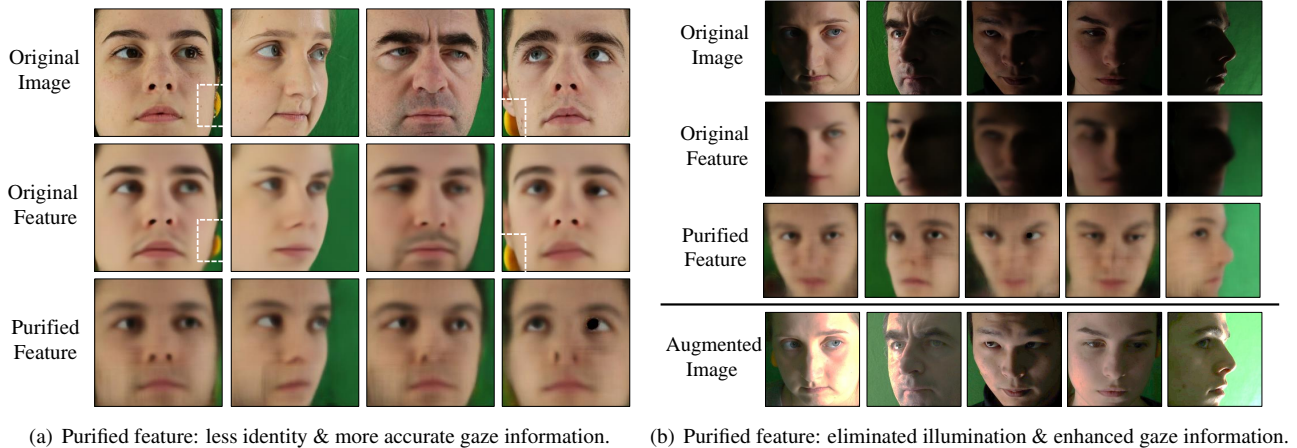 Original
Image
Original
Feature
Purified
Feature
(a) Purified feature: less identity & more accurate gaze information.
Original
Image
Original
Feature
Purified
Feature
Augmented
Image
(b) Purified feature: eliminated illumination & enhanced gaze information.